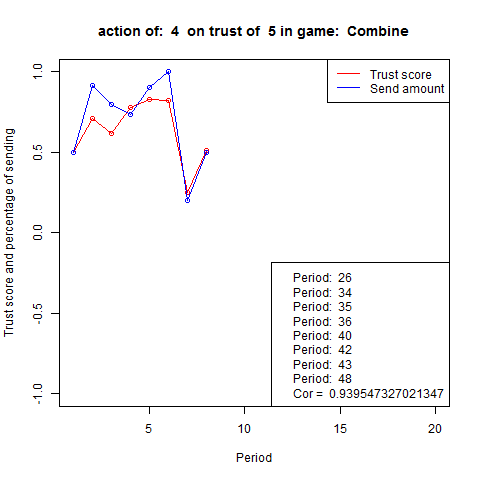 action of:  4  on trust of  5 in game:  Combine
Trust score
Send amount
1.0
0.5
0.0
-0.5
-1.0
Trust score and percentage of sending
Period:  26
Period:  34
Period:  35
Period:  36
Period:  40
Period:  42
Period:  43
Period:  48
Cor =  0.939547327021347
5
10
15
20
Period